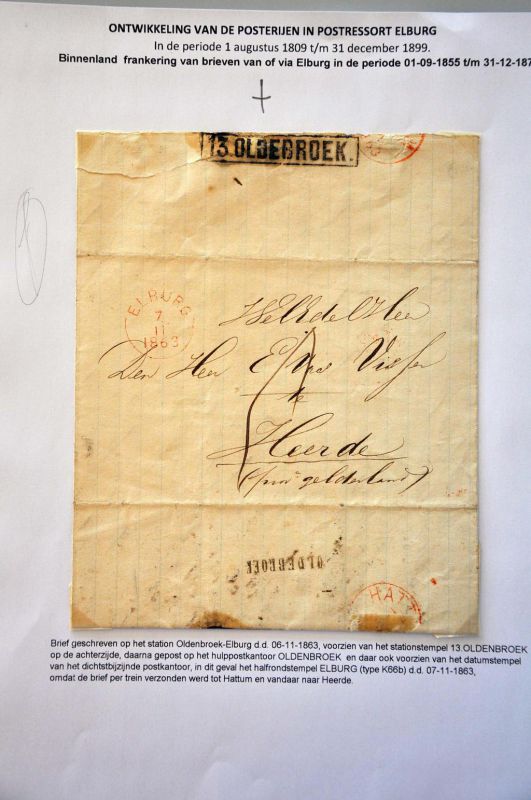 ONTWIKKELING VAN DE POSTERIJEN IN POSTRESSORT ELBURG
In de periode 1 augustus 1809 t/m 31 december 1899.
Binnenland frankering van brieven van of via Elburg in de periode 01-09-1855 t/m 31-12-187
13.OLDEBROEK.
ELBURG
7
11
1863
Den Heer Visser
te
Heerde
gelderland)
OLDEBROEK
HATT
Brief geschreven op het station Oldenbroek-Elburg d.d. 06-11-1863, voorzien van het stationstempel 13.OLDENBROEK
op de achterzijde, daarna gepost op het hulppostkantoor OLDENBROEK en daar ook voorzien van het datumstempel
van het dichtstbijzijnde postkantoor, in dit geval het halfrondstempel ELBURG (type K66b) d.d. 07-11-1863,
omdat de brief per trein verzonden werd tot Hattum en vandaar naar Heerde.